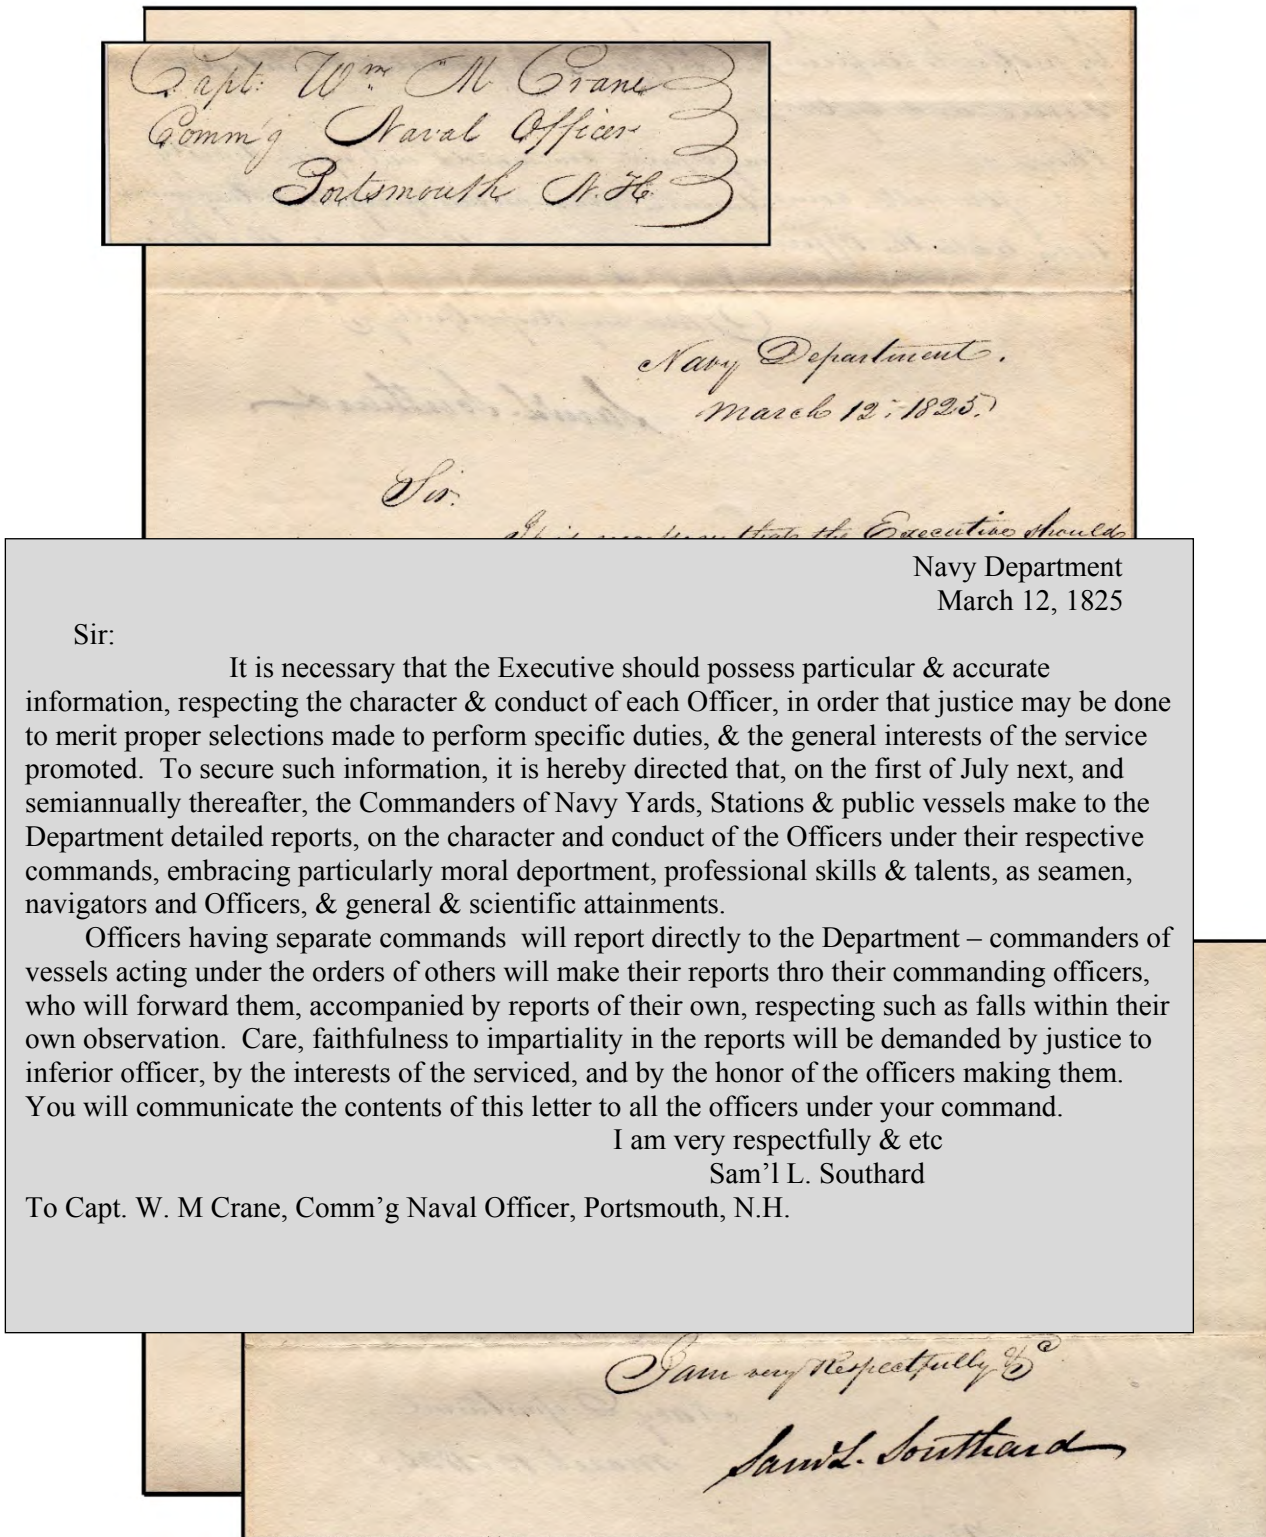 Capt: Wm M Crane
Comm'g Naval Officer
Portsmouth N.H.
Navy Department.
March 12. 1825.
Sir.
It is necessary that the Executive should
Navy Department
March 12, 1825
Sir:
It is necessary that the Executive should possess particular & accurate
information, respecting the character & conduct of each Officer, in order that justice may be done
to merit proper selections made to perform specific duties, & the general interests of the service
promoted. To secure such information, it is hereby directed that, on the first of July next, and
semiannually thereafter, the Commanders of Navy Yards, Stations & public vessels make to the
Department detailed reports, on the character and conduct of the Officers under their respective
commands, embracing particularly moral deportment, professional skills & talents, as seamen,
navigators and Officers, & general & scientific attainments.
Officers having separate commands will report directly to the Department – commanders of
vessels acting under the orders of others will make their reports thro their commanding officers,
who will forward them, accompanied by reports of their own, respecting such as falls within their
own observation. Care, faithfulness to impartiality in the reports will be demanded by justice to
inferior officer, by the interests of the serviced, and by the honor of the officers making them.
You will communicate the contents of this letter to all the officers under your command.
I am very respectfully & etc
Sam’l L. Southard
To Capt. W. M Crane, Comm’g Naval Officer, Portsmouth, N.H.
I am very Respectfully &c
Saml L. Southard